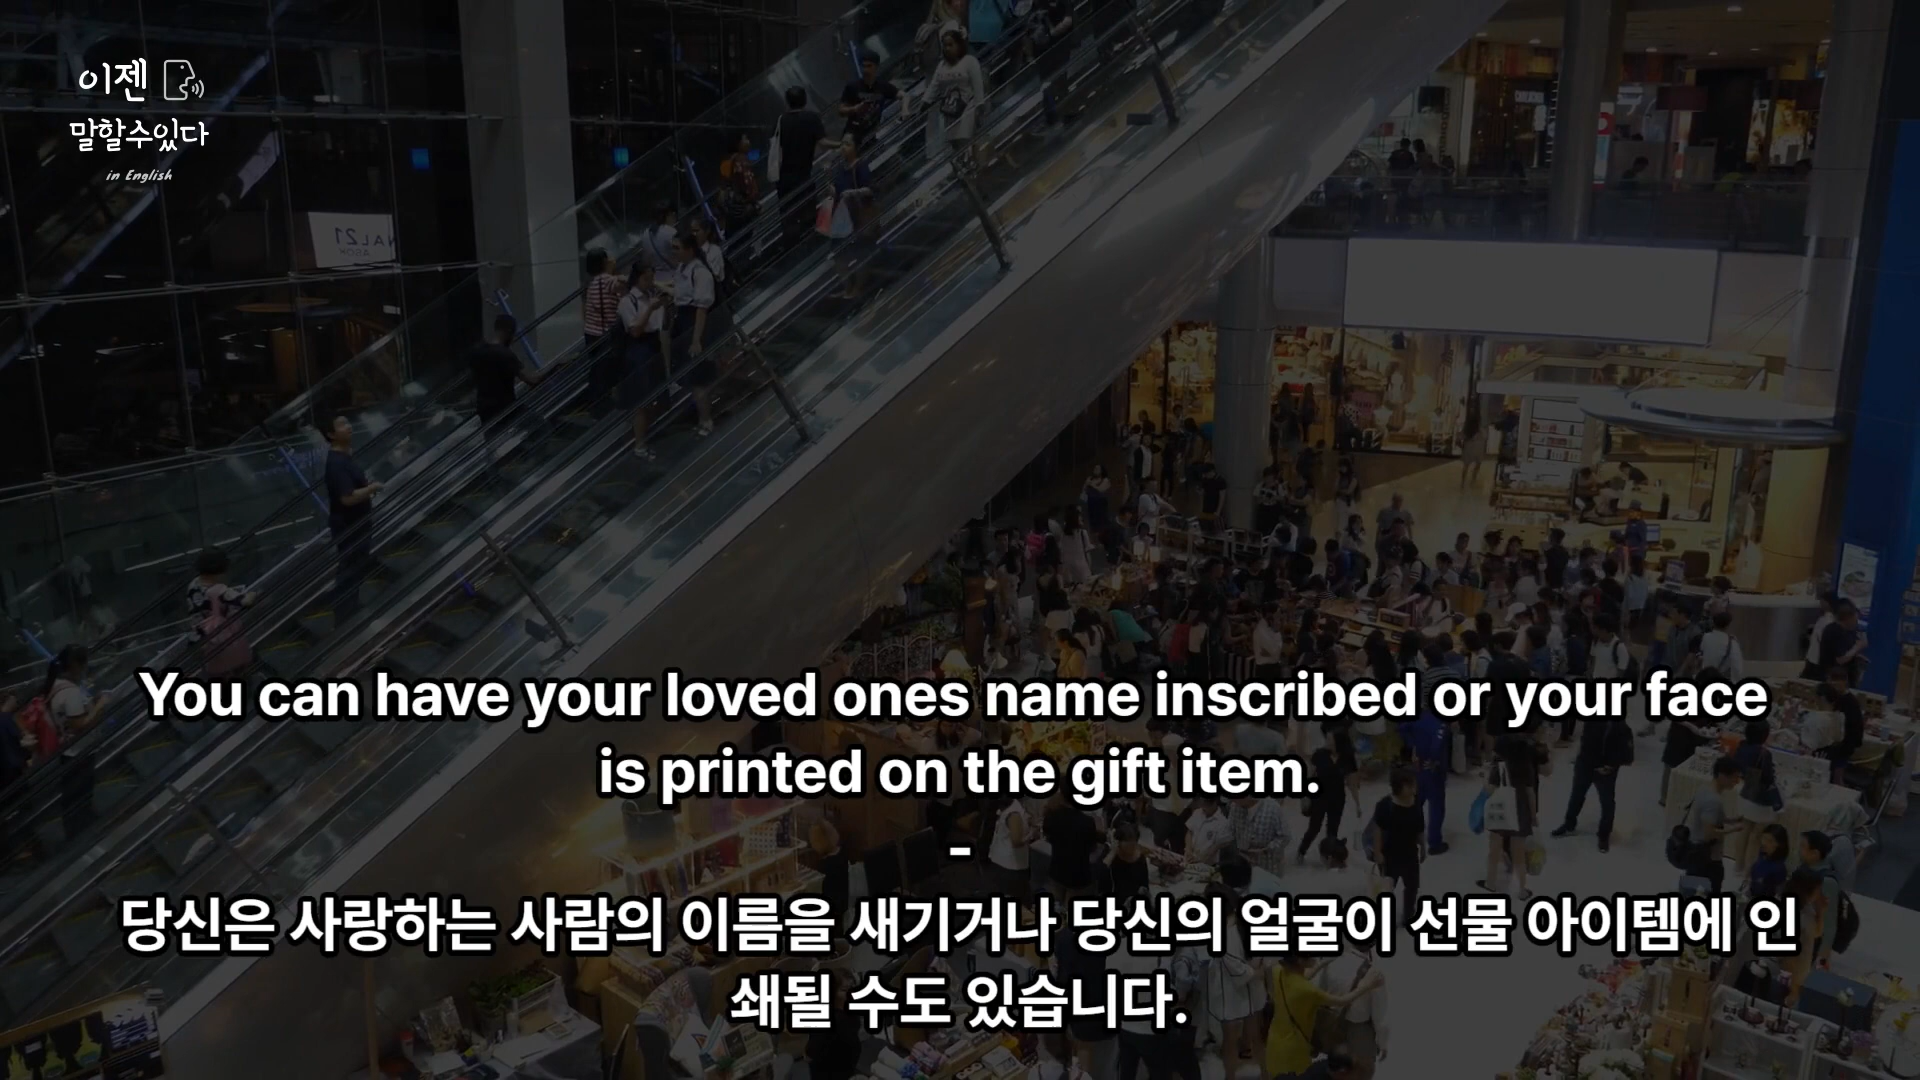 이젠
말할수있다
in English
You can have your loved ones name inscribed or your face
is printed on the gift item.
-
당신은 사랑하는 사람의 이름을 새기거나 당신의 얼굴이 선물 아이템에 인
쇄될 수도 있습니다.